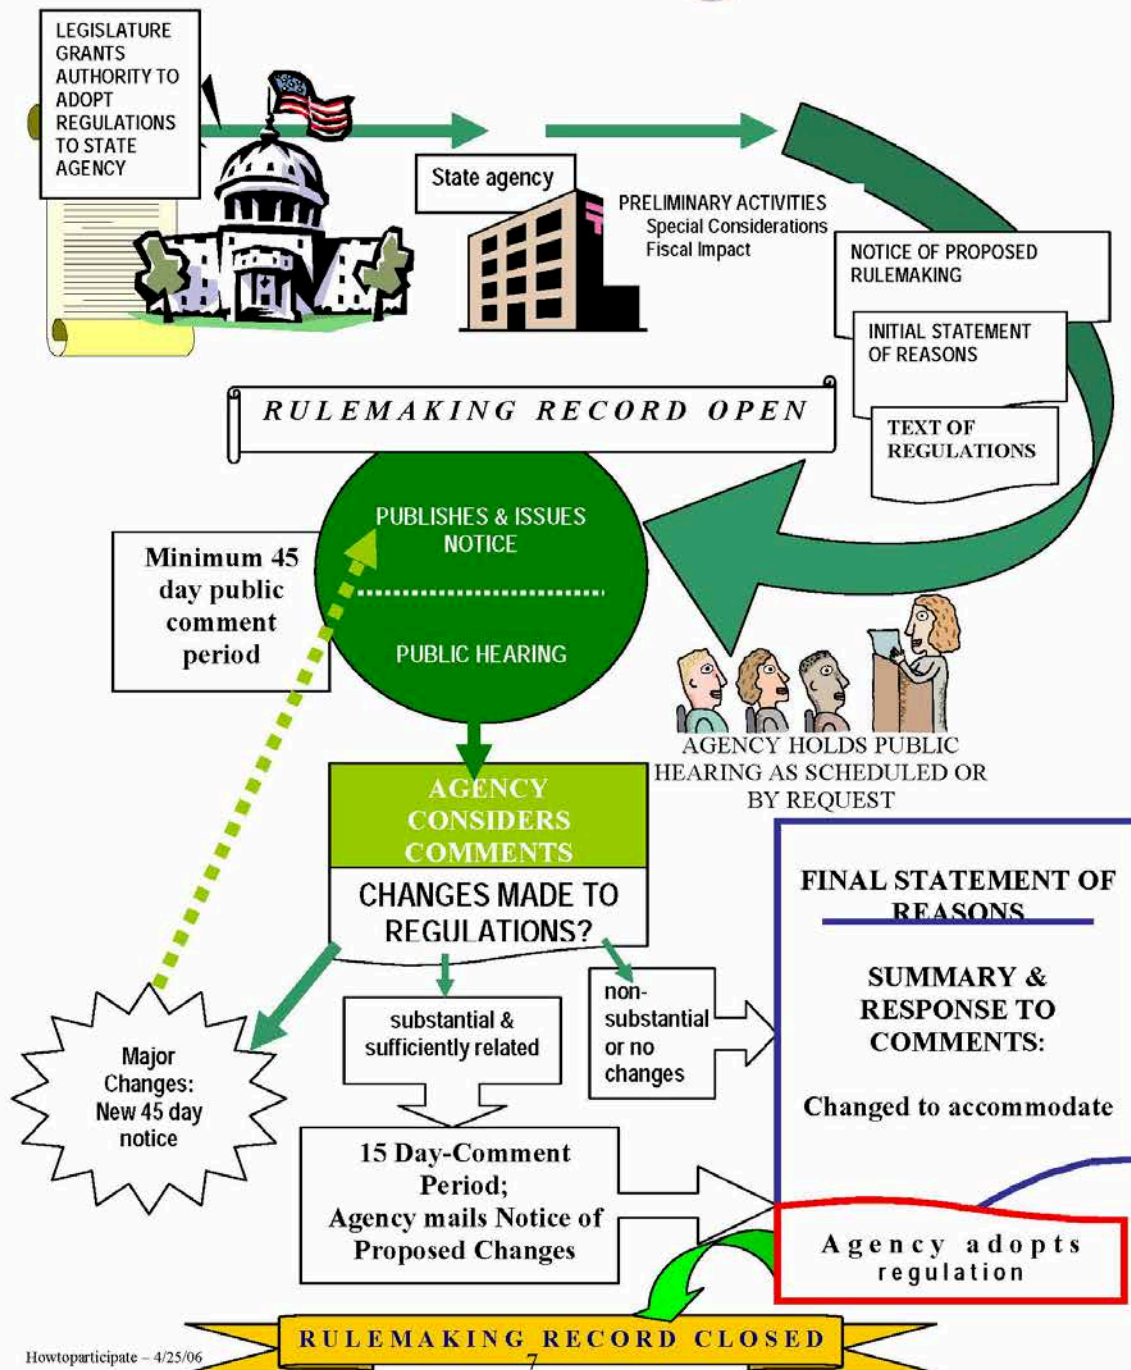 LEGISLATURE
GRANTS
AUTHORITY TO
ADOPT
REGULATIONS
TO STATE
AGENCY
State agency
PRELIMINARY ACTIVITIES
Special Considerations
Fiscal Impact
NOTICE OF PROPOSED
RULEMAKING
INITIAL STATEMENT
OF REASONS
TEXT OF
REGULATIONS
RULEMAKING RECORD OPEN
PUBLISHES & ISSUES
NOTICE
PUBLIC HEARING
Minimum 45
day public
comment
period
AGENCY HOLDS PUBLIC
HEARING AS SCHEDULED OR
BY REQUEST
AGENCY
CONSIDERS
COMMENTS
CHANGES MADE TO
REGULATIONS?
Major
Changes:
New 45 day
notice
substantial &
sufficiently related
non-
substantial
or no
changes
15 Day-Comment
Period;
Agency mails Notice of
Proposed Changes
FINAL STATEMENT OF
REASONS
SUMMARY &
RESPONSE TO
COMMENTS:
Changed to accommodate
Agency adopts
regulation
RULEMAKING RECORD CLOSED
7
Howtoparticipate – 4/25/06